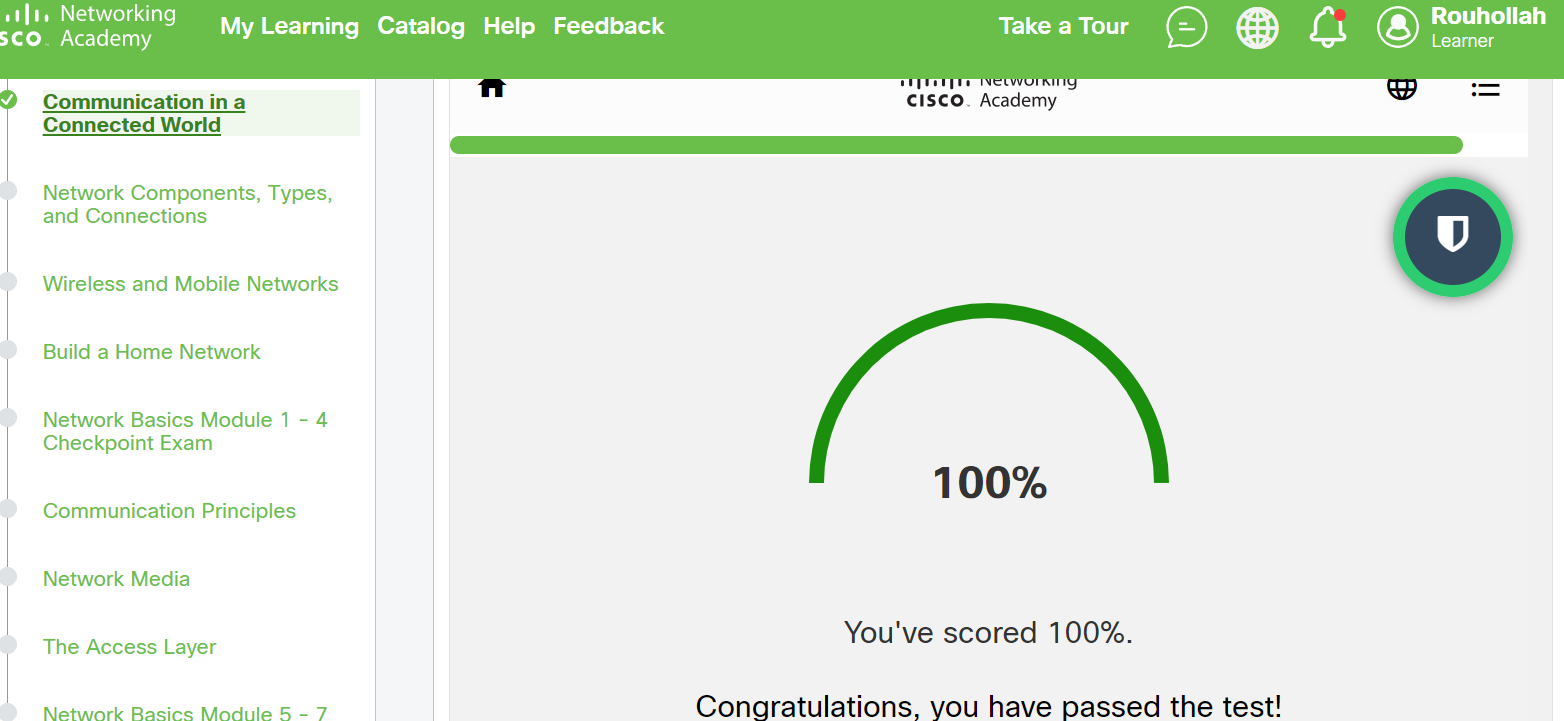 Networking
Academy
My Learning
Catalog
Help
Feedback
Take a Tour
Rouhollah
Learner
Communication in a
Connected World
Network Components, Types,
and Connections
Wireless and Mobile Networks
Build a Home Network
Network Basics Module 1 - 4
Checkpoint Exam
Communication Principles
Network Media
The Access Layer
Network Basics Module 5 - 7
Networking
CISCO
Academy
100%
You've scored 100%.
Congratulations, you have passed the test!